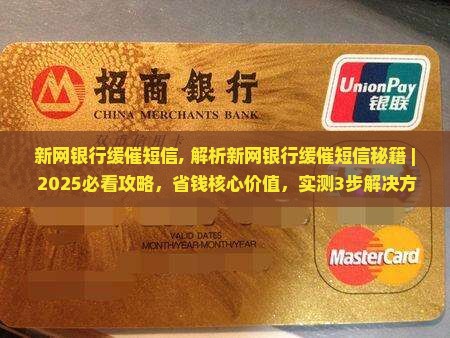 招商銀行
CHINA MERCHANTS BANK
UnionPay
银联
新网银行缓催短信, 解析新网银行缓催短信秘籍 |
2025必看攻略，省钱核心价值，实测3步解决方
VALID DATES
MONTH/YEAR-MONTH/YEAR
MasterCard